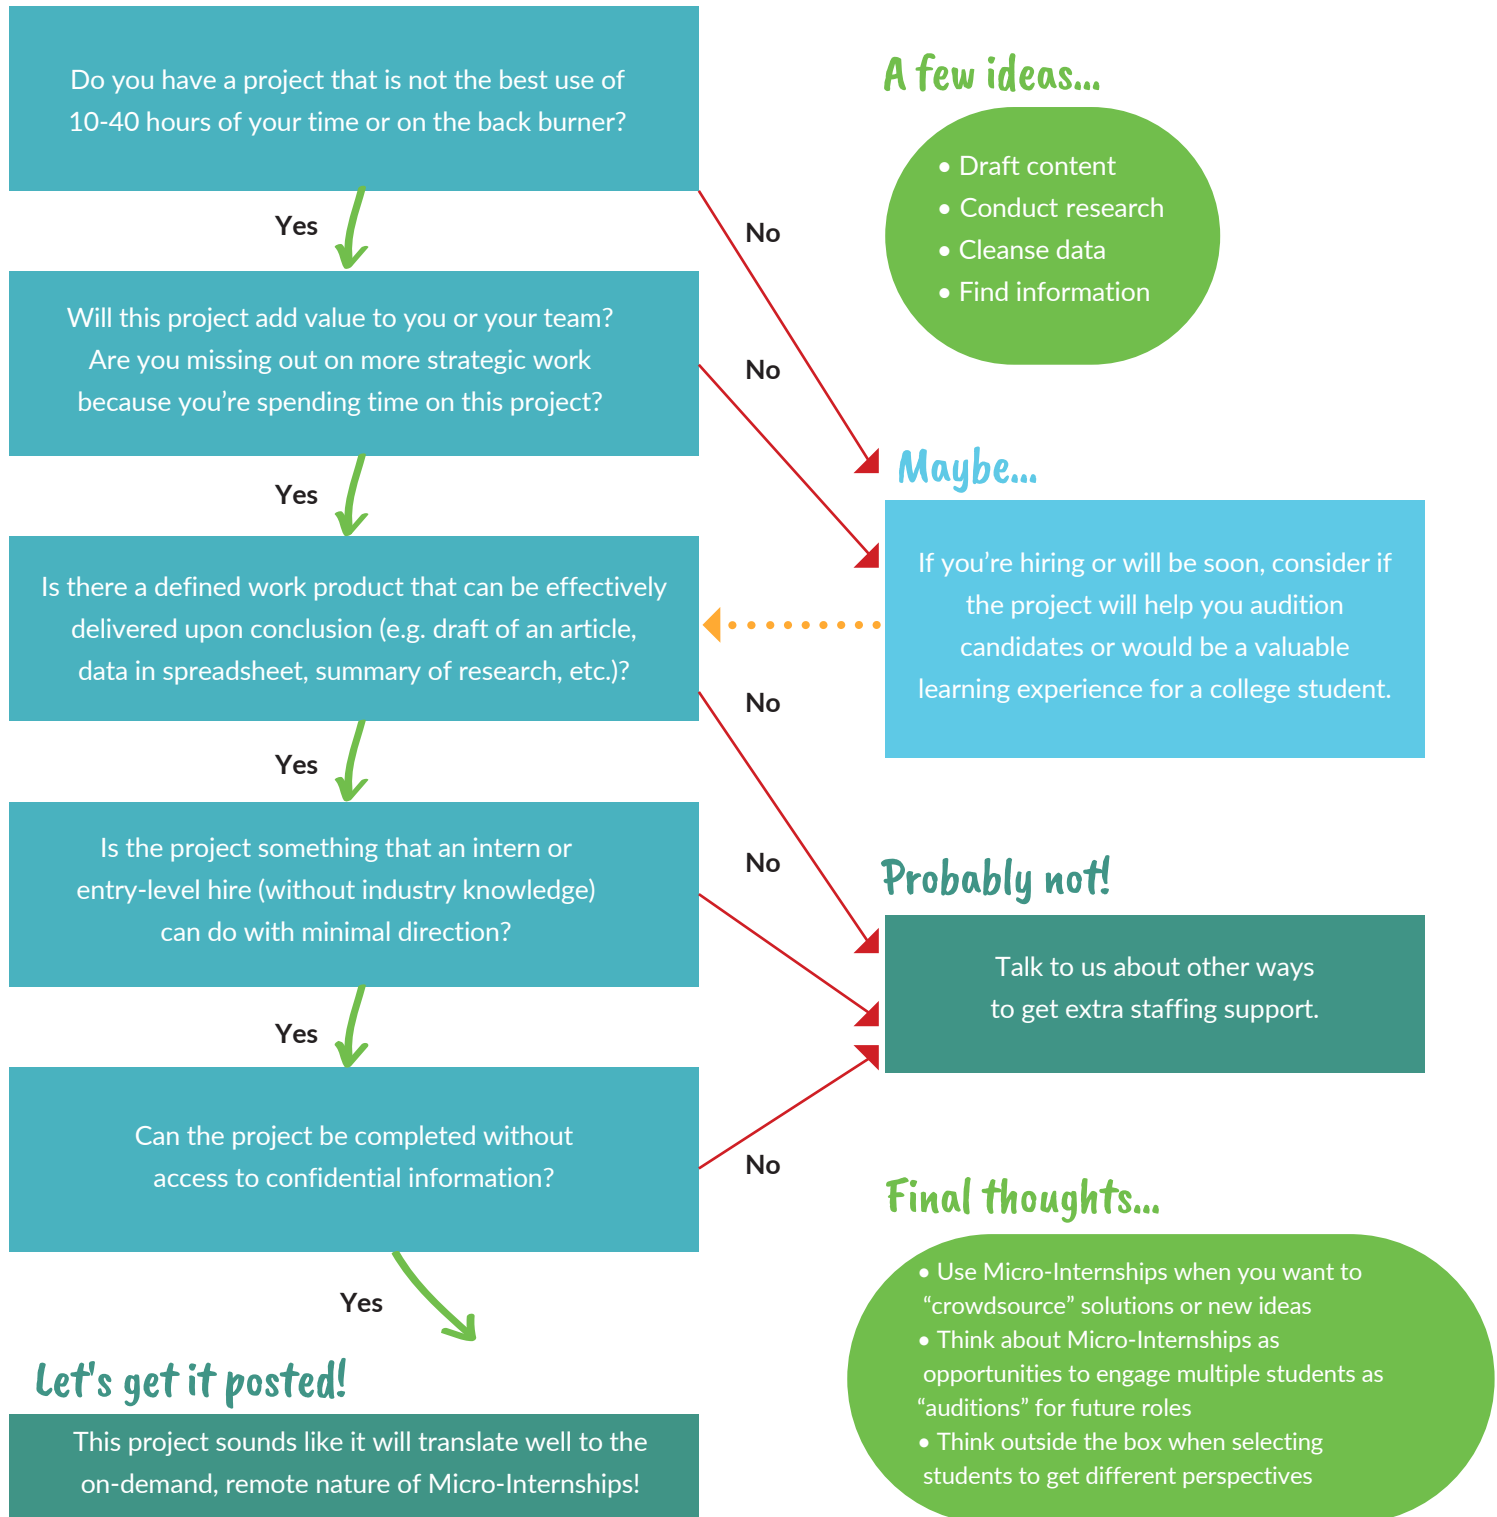 Do you have a project that is not the best use of
10-40 hours of your time or on the back burner?
Yes
No
A few ideas...
• Draft content
• Conduct research
• Cleanse data
• Find information
Will this project add value to you or your team?
Are you missing out on more strategic work
because you’re spending time on this project?
Yes
No
Maybe...
If you’re hiring or will be soon, consider if
the project will help you audition
candidates or would be a valuable
learning experience for a college student.
Is there a defined work product that can be effectively
delivered upon conclusion (e.g. draft of an article,
data in spreadsheet, summary of research, etc.)?
Yes
No
Is the project something that an intern or
entry-level hire (without industry knowledge)
can do with minimal direction?
Yes
No
Probably not!
Talk to us about other ways
to get extra staffing support.
Can the project be completed without
access to confidential information?
Yes
No
Let's get it posted!
This project sounds like it will translate well to the
on-demand, remote nature of Micro-Internships!
Final thoughts...
• Use Micro-Internships when you want to
“crowdsource” solutions or new ideas
• Think about Micro-Internships as
opportunities to engage multiple students as
“auditions” for future roles
• Think outside the box when selecting
students to get different perspectives